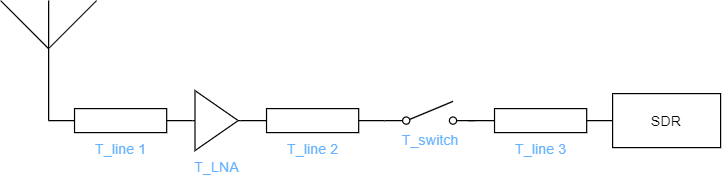 T_line 1
T_LNA
T_line 2
T_switch
T_line 3
SDR